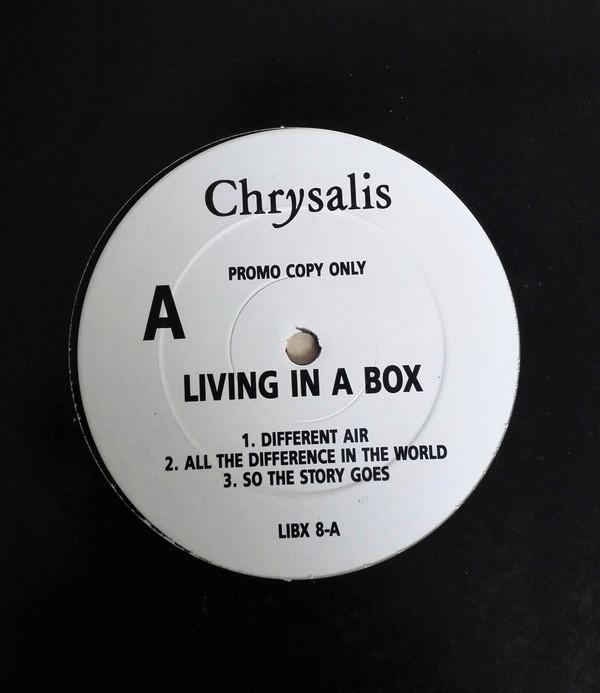 Chrysalis
PROMO COPY ONLY
A
LIVING IN A BOX
1. DIFFERENT AIR
2. ALL THE DIFFERENCE IN THE WORLD
3. SO THE STORY GOES
LIBX 8-A